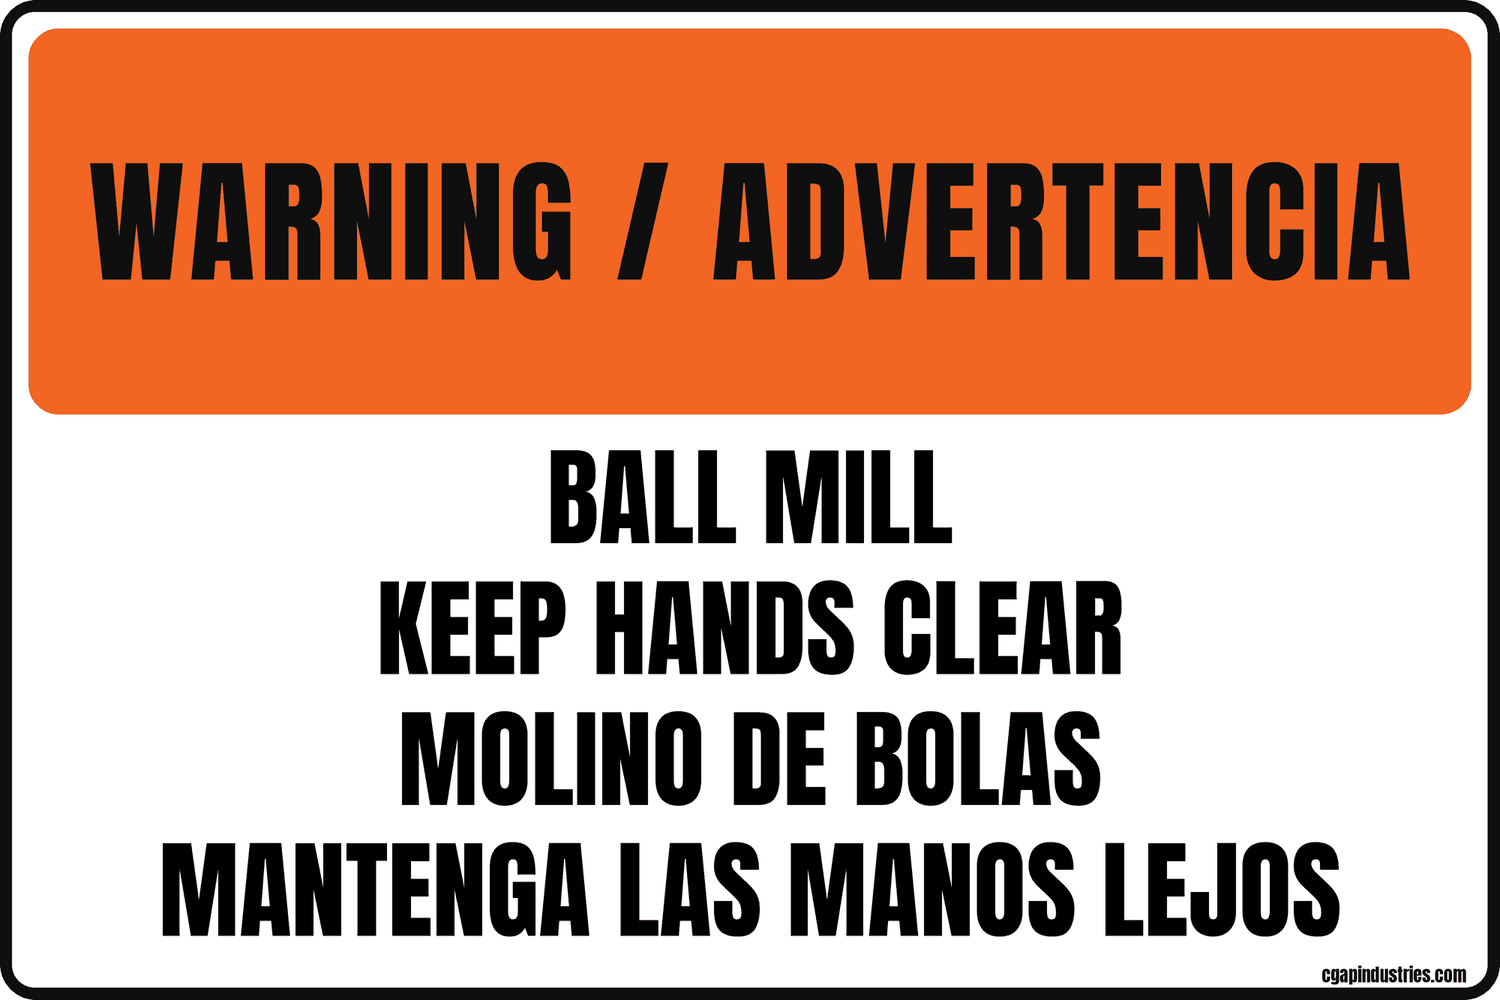 WARNING / ADVERTENCIA
BALL MILL
KEEP HANDS CLEAR
MOLINO DE BOLAS
MANTENGA LAS MANOS LEJOS
cgapindustries.com